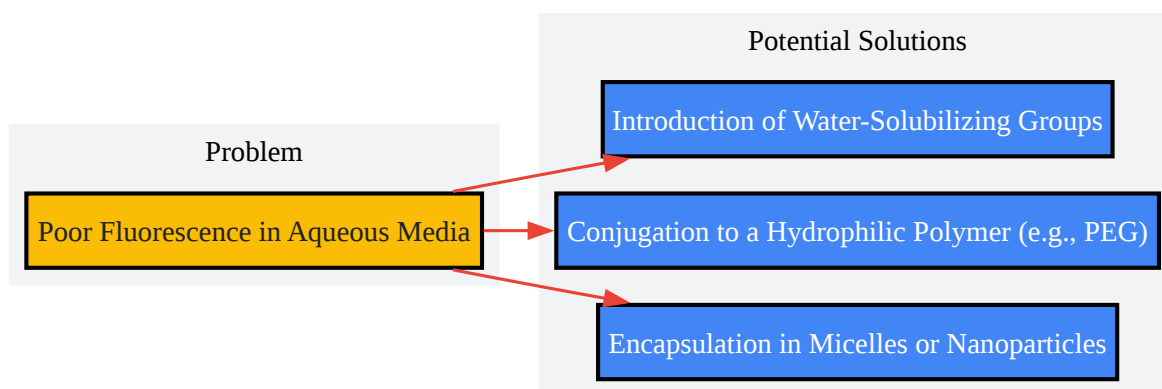 Potential Solutions
Introduction of Water-Solubilizing Groups
Problem
Poor Fluorescence in Aqueous Media
Conjugation to a Hydrophilic Polymer (e.g., PEG)
Encapsulation in Micelles or Nanoparticles